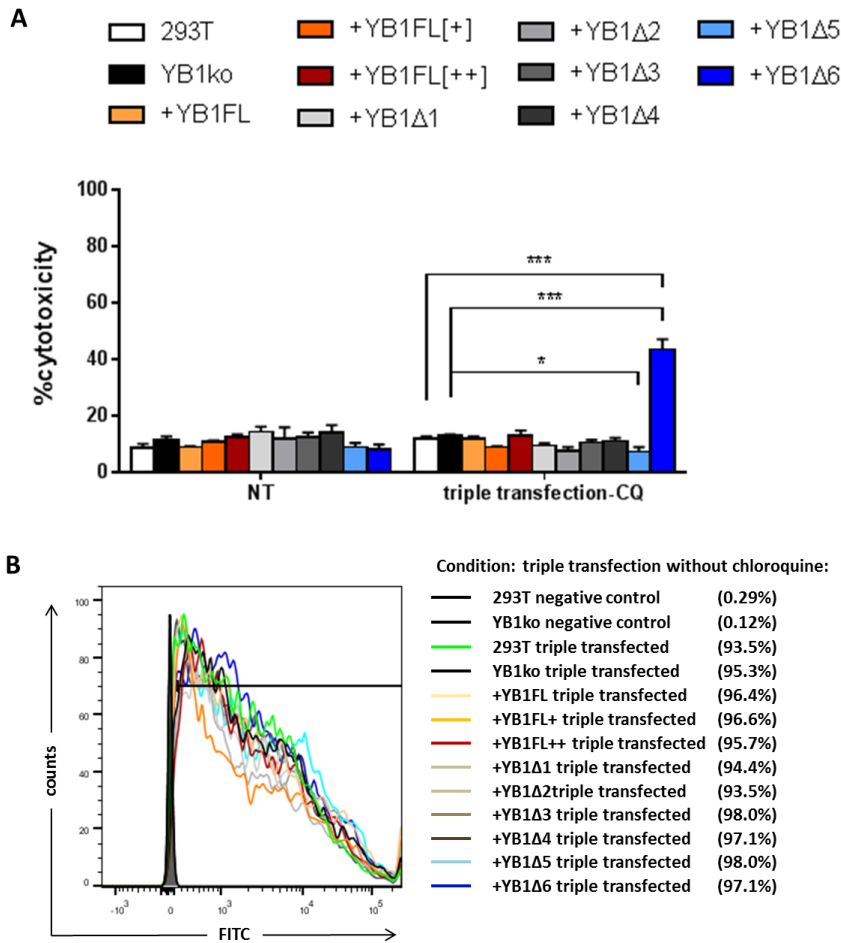 A
293T
YB1ko
+YB1FL
+YB1FL[+]
+YB1FL[++]
+YB1Δ1
+YB1Δ2
+YB1Δ3
+YB1Δ4
+YB1Δ5
+YB1Δ6
%cytotoxicity
100
80
60
40
20
0
***
***
*
NT
triple transfection-CQ
B
counts
100
80
60
40
20
0
-10³
0
10³
10⁴
10⁵
FITC
Condition: triple transfection without chloroquine:
293T negative control (0.29%)
YB1ko negative control (0.12%)
293T triple transfected (93.5%)
YB1ko triple transfected (95.3%)
+YB1FL triple transfected (96.4%)
+YB1FL+ triple transfected (96.6%)
+YB1FL++ triple transfected (95.7%)
+YB1Δ1 triple transfected (94.4%)
+YB1Δ2triple transfected (93.5%)
+YB1Δ3 triple transfected (98.0%)
+YB1Δ4 triple transfected (97.1%)
+YB1Δ5 triple transfected (98.0%)
+YB1Δ6 triple transfected (97.1%)